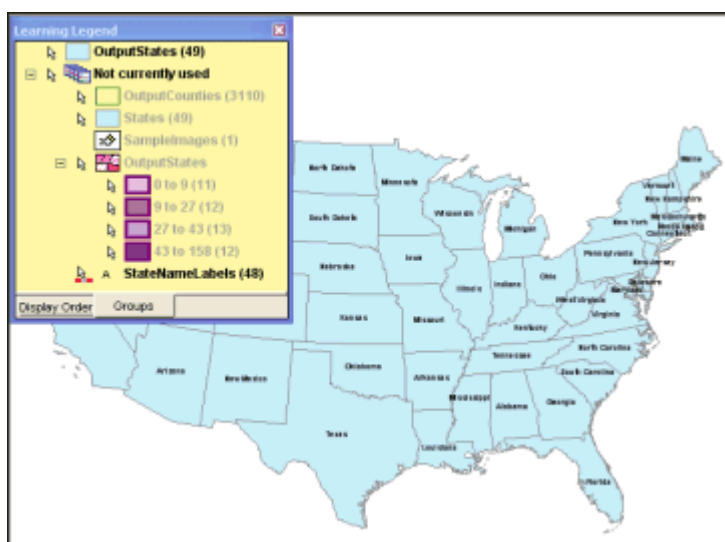 Learning Legend
OutputStates (49)
Not currently used
OutputCounties (3110)
States (49)
SampleImages (1)
OutputStates
0 to 9 (11)
9 to 27 (12)
27 to 43 (13)
43 to 158 (12)
A StateNameLabels (48)
Display Order Groups
North Dakota
Minnesota
Maine
Vermont
New Hampshire
South Dakota
Wisconsin
Michigan
New York
Massachusetts
Connecticut
Iowa
Pennsylvania
New Jersey
Nebraska
Illinois
Indiana
Ohio
Delaware
Maryland
West Virginia
Virginia
Kansas
Missouri
Kentucky
North Carolina
Tennessee
Arizona
New Mexico
Oklahoma
Arkansas
South Carolina
Mississippi
Alabama
Georgia
Texas
Louisiana
Florida